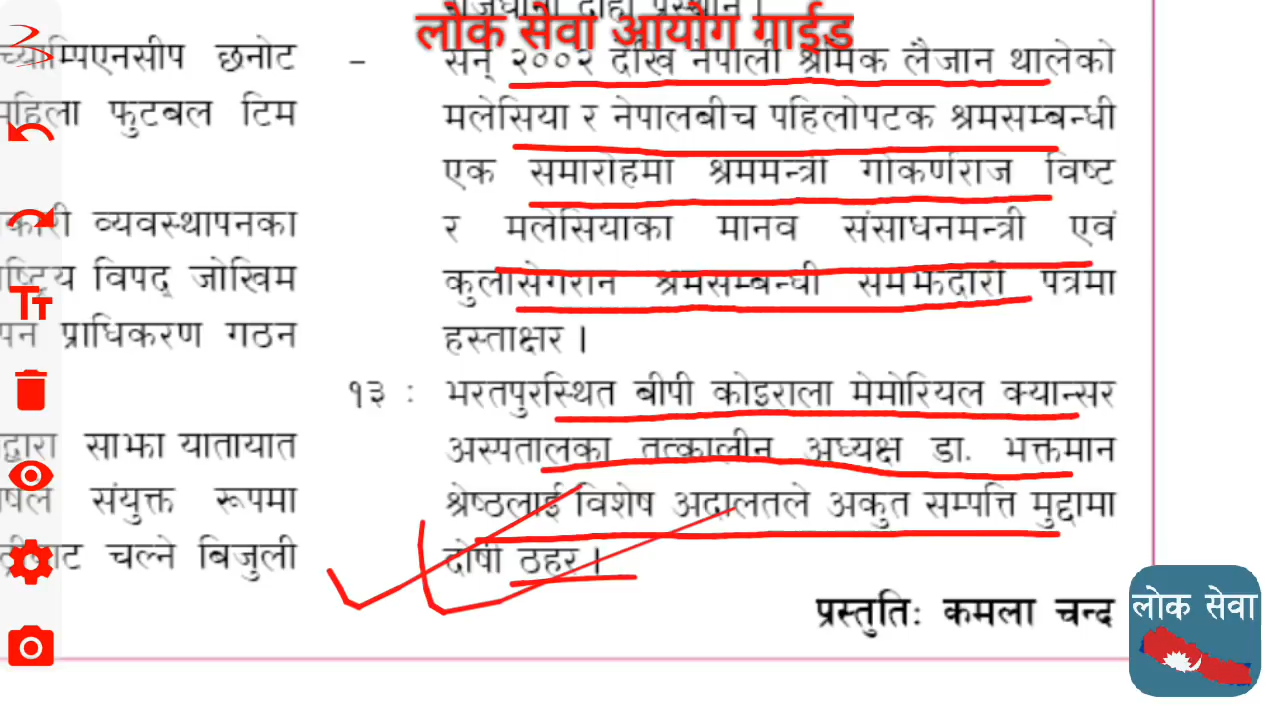 लोक सेवा आयोग गाईड
च्याम्पिएनसीप छनोट
महिला फुटबल टिम
व्यवस्थापनका
विपद् जोखिम
प्राधिकरण गठन
साझा यातायात
संयुक्त रूपमा
चल्ने बिजुली
– सन् २००२ देखि नेपाली श्रमिक लैजान थालेको
मलेसिया र नेपालबीच पहिलोपटक श्रमसम्बन्धी
एक समारोहमा श्रममन्त्री गोकर्णराज विष्ट
र मलेसियाका मानव संसाधनमन्त्री एवं
कुलासेगरान श्रमसम्बन्धी समझदारी पत्रमा
हस्ताक्षर ।
१३ : भरतपुरस्थित बीपी कोइराला मेमोरियल क्यान्सर
अस्पतालका तत्कालीन अध्यक्ष डा. भक्तमान
श्रेष्ठलाई विशेष अदालतले अकुत सम्पत्ति मुद्दामा
दोषी ठहर ।
प्रस्तुतिः कमला चन्द
लोक सेवा